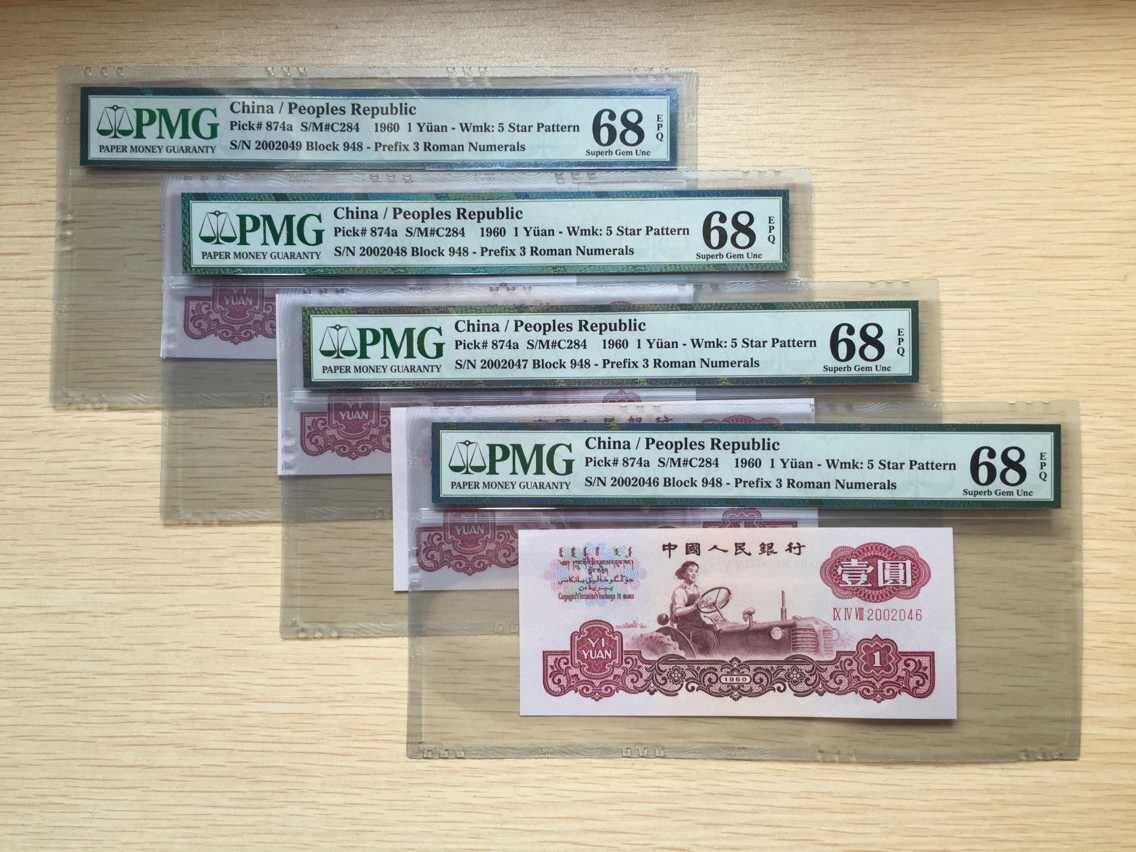 PMG
PAPER MONEY GUARANTY
China / Peoples Republic
Pick# 874a S/M#C284 1960 1 Yüan - Wmk: 5 Star Pattern
S/N 2002049 Block 948 - Prefix 3 Roman Numerals
68
EPQ
Superb Gem Unc
PMG
PAPER MONEY GUARANTY
China / Peoples Republic
Pick# 874a S/M#C284 1960 1 Yüan - Wmk: 5 Star Pattern
S/N 2002048 Block 948 - Prefix 3 Roman Numerals
68
EPQ
Superb Gem Unc
YUAN
PMG
PAPER MONEY GUARANTY
China / Peoples Republic
Pick# 874a S/M#C284 1960 1 Yüan - Wmk: 5 Star Pattern
S/N 2002047 Block 948 - Prefix 3 Roman Numerals
68
EPQ
Superb Gem Unc
YUAN
PMG
PAPER MONEY GUARANTY
China / Peoples Republic
Pick# 874a S/M#C284 1960 1 Yüan - Wmk: 5 Star Pattern
S/N 2002046 Block 948 - Prefix 3 Roman Numerals
68
EPQ
Superb Gem Unc
YUAN
中國人民銀行
壹圓
IX IV VIII 2002046
YI
YUAN
1960
1